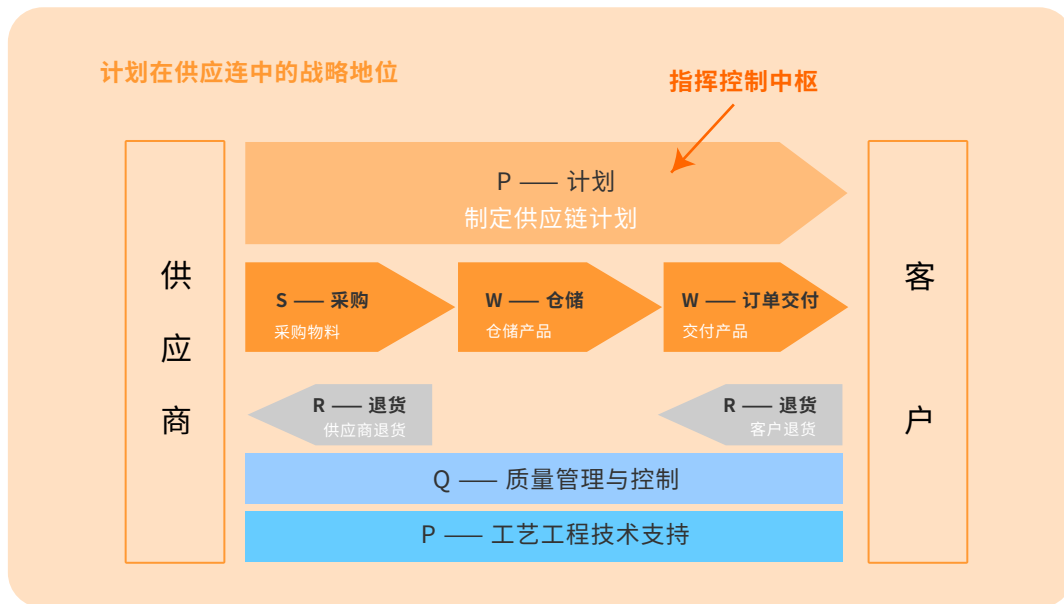 计划在供应连中的战略地位
指挥控制中枢
P — 计划
制定供应链计划
供应商
客户
S — 采购
采购物料
W — 仓储
仓储产品
W — 订单交付
交付产品
R — 退货
供应商退货
R — 退货
客户退货
Q — 质量管理与控制
P — 工艺工程技术支持